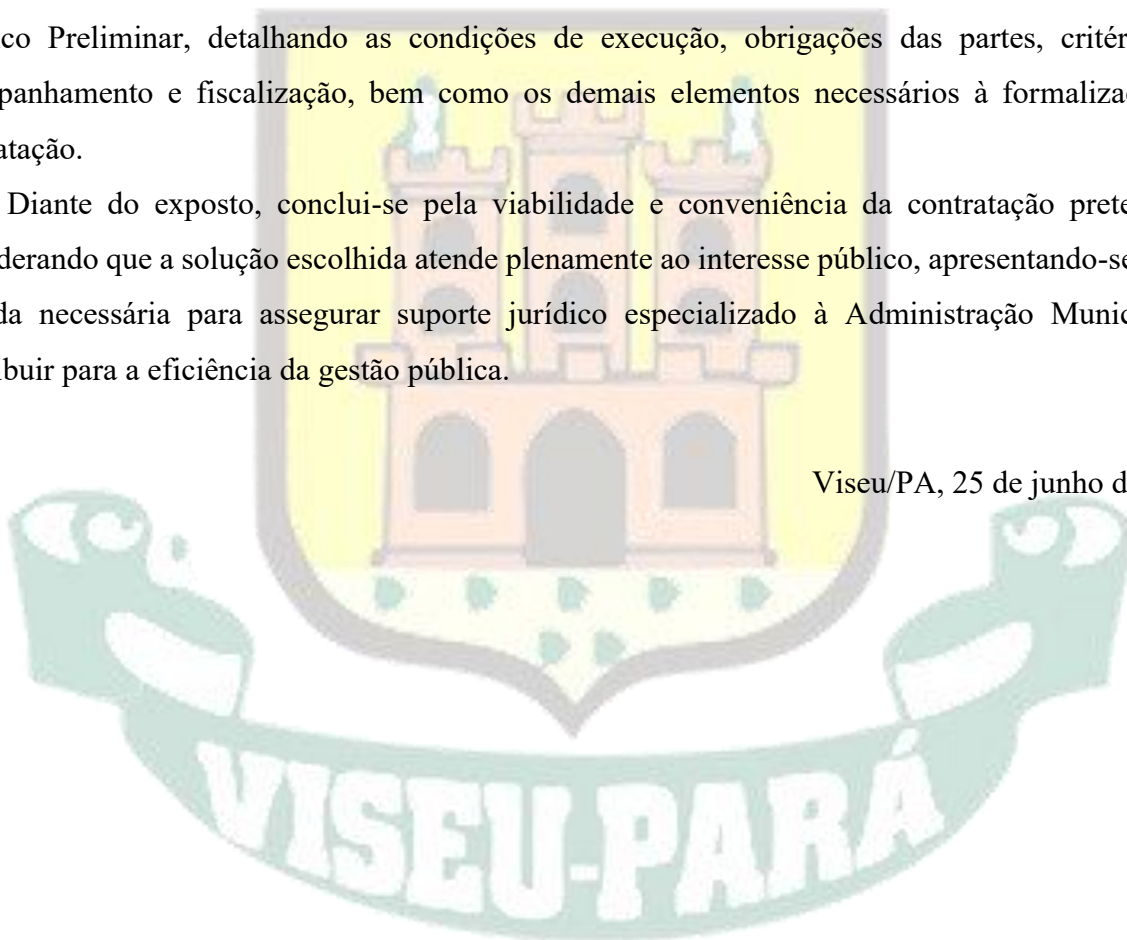 ico Preliminar, detalhando as condições de execução, obrigações das partes, critér
panhamento e fiscalização, bem como os demais elementos necessários à formaliza
atação.
Diante do exposto, conclui-se pela viabilidade e conveniência da contratação prete
derando que a solução escolhida atende plenamente ao interesse público, apresentando-se
da necessária para assegurar suporte jurídico especializado à Administração Munic
ibuir para a eficiência da gestão pública.
Viseu/PA, 25 de junho d
VISEU-PARÁ